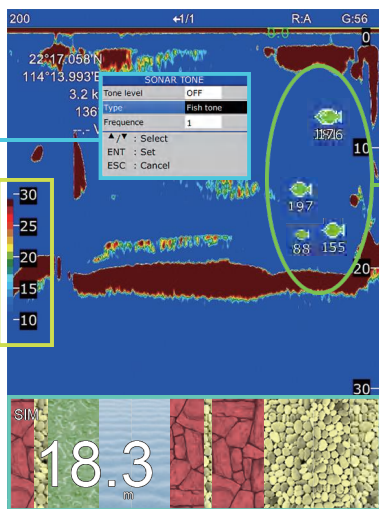 200 ↵1/1 R:A G:56
0.0
0
22°17.058'N
114°13.993'E
3.2 k
136
SONAR TONE
Tone level OFF
Type Fish tone
Frequence 1
▲/▼ : Select
ENT : Set
ESC : Cancel
10
197
88 155
30
25
20
15
10
20
30
SIM
18.3
m